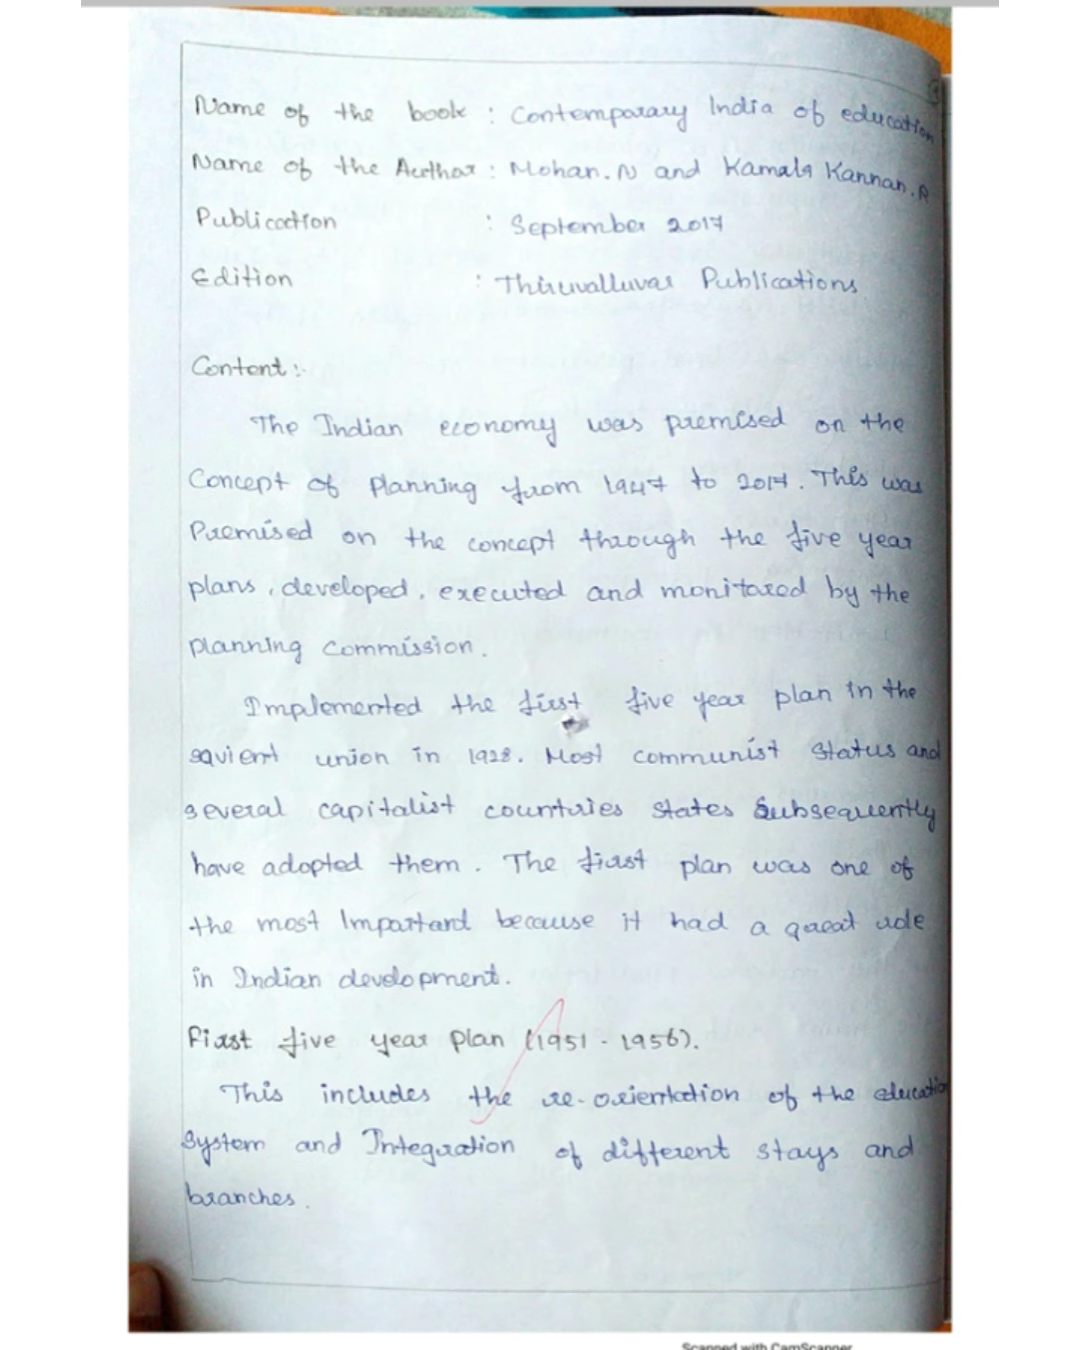 Name of the book : Contemporary India of education
Name of the Author : Mohan. N and Kamala Kannan. A
Publication : September 2017
Edition : Thiruvalluvar Publications
Content :-
The Indian economy was premised on the
Concept of planning from 1947 to 2017. This was
Premised on the concept through the five year
plans, developed, executed and monitored by the
planning commission.
Implemented the first five year plan in the
sovient union in 1928. Most communist status and
several capitalist countries states subsequently
have adopted them. The first plan was one of
the most Importard because it had a great role
in Indian development.
First five year plan (1951 - 1956).
This includes the re-orientation of the education
System and Integration of different stays and
branches.
Scanned with CamScanner